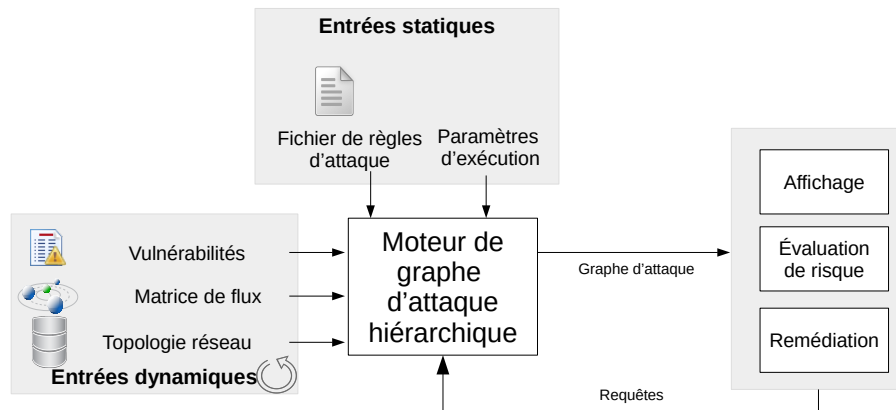 Entrées statiques
Fichier de règles
d'attaque
Paramètres
d'exécution
Vulnérabilités
Matrice de flux
Topologie réseau
Entrées dynamiques
Moteur de
graphe
d'attaque
hiérarchique
Graphe d'attaque
Affichage
Évaluation
de risque
Remédiation
Requêtes